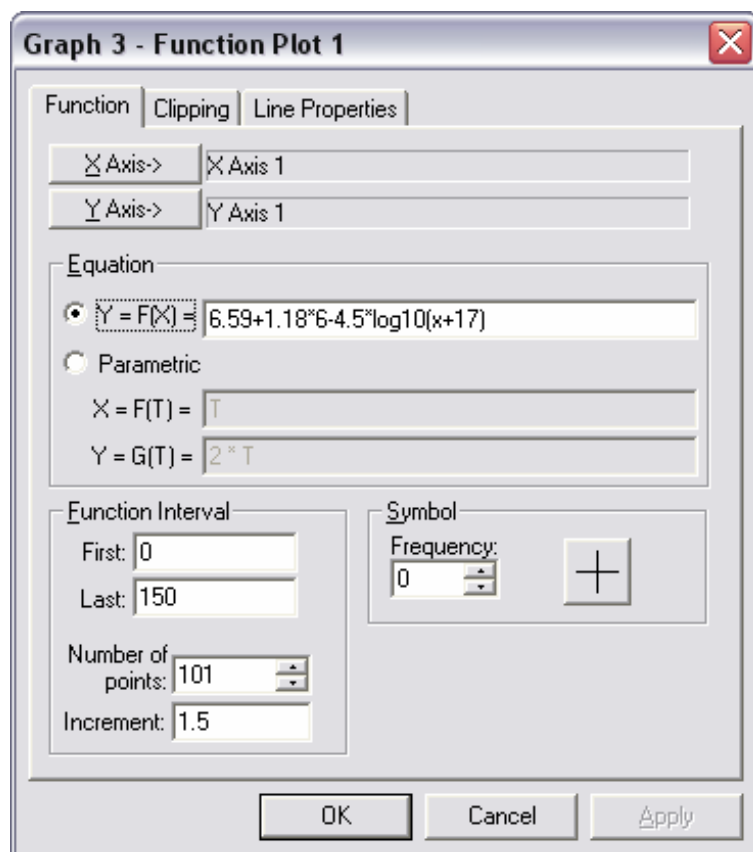 Graph 3 - Function Plot 1
Function Clipping Line Properties
X Axis-> X Axis 1
Y Axis-> Y Axis 1
Equation
Y = F(X) = 6.59+1.18*6-4.5*log10(x+17)
Parametric
X = F(T) = T
Y = G(T) = 2 * T
Function Interval
First: 0
Last: 150
Number of
points: 101
Increment: 1.5
Symbol
Frequency:
0
OK Cancel Apply